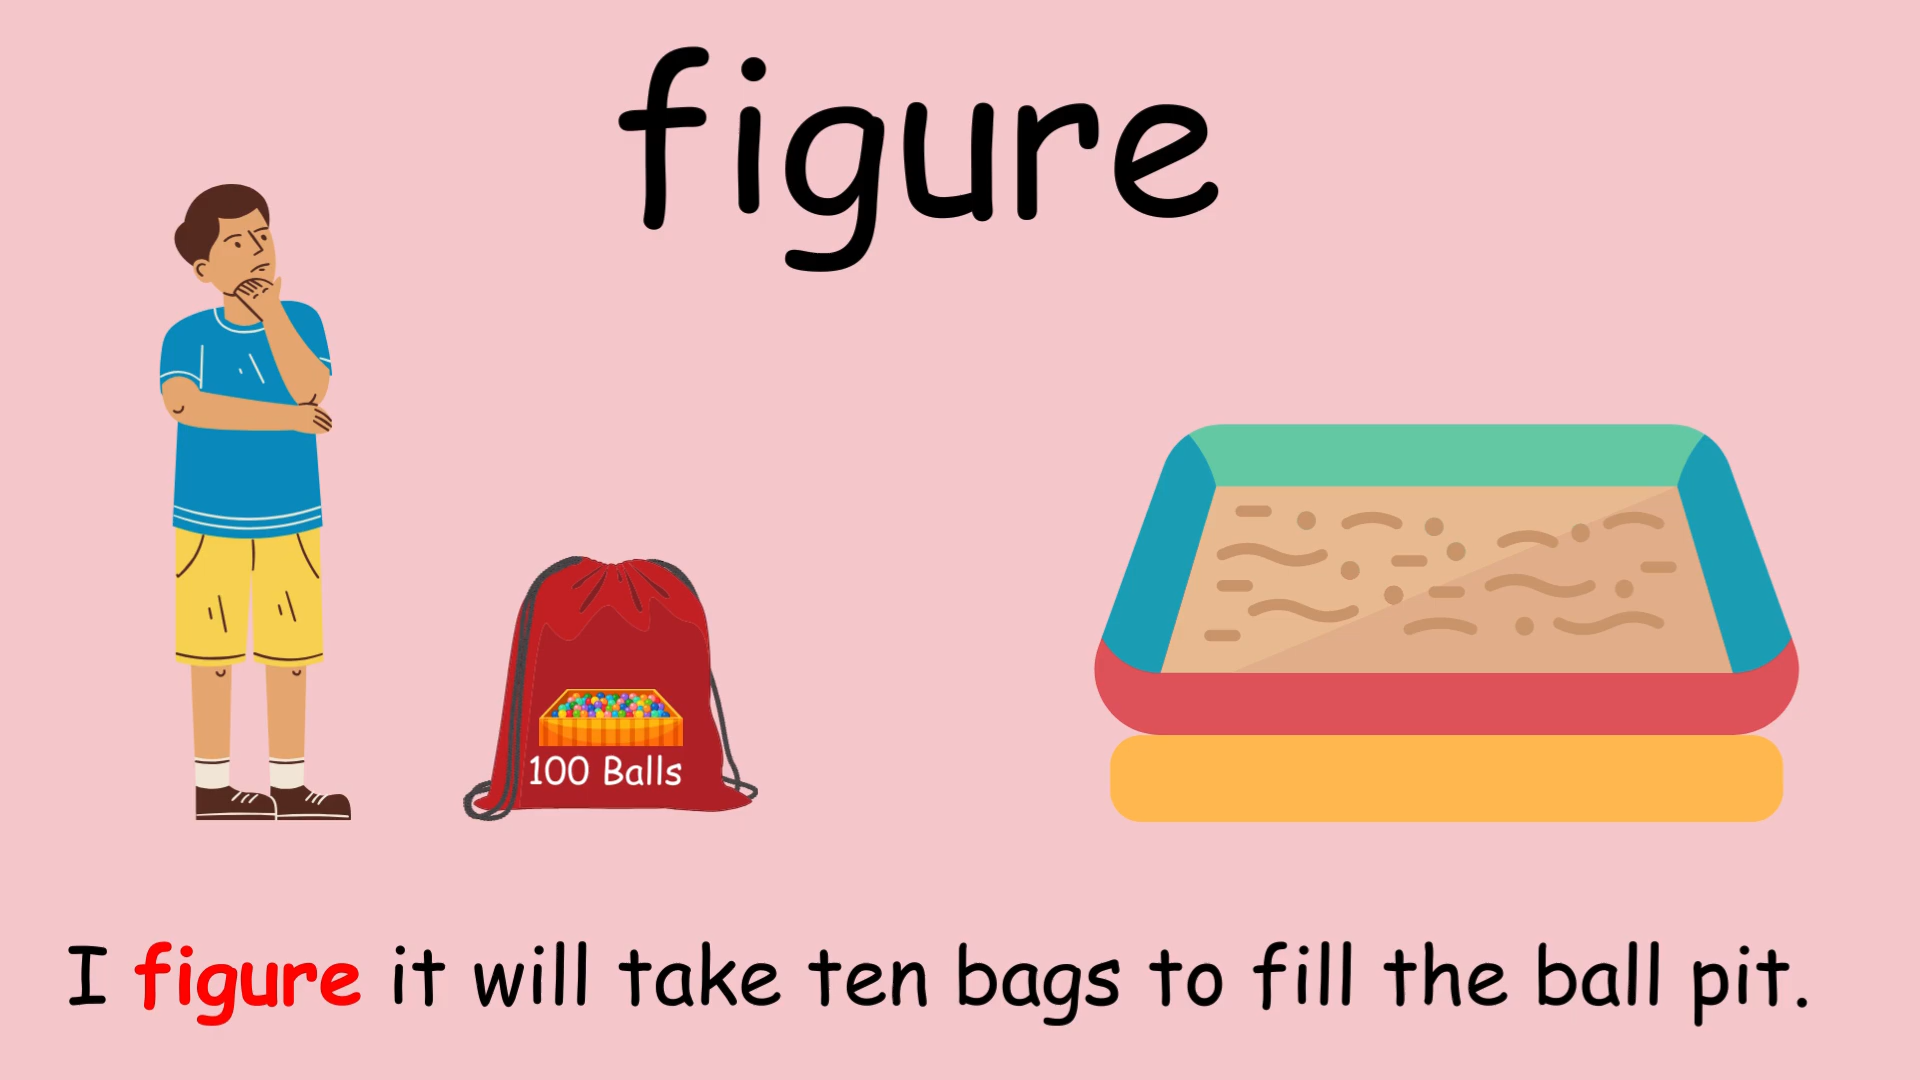 figure
100 Balls
I figure it will take ten bags to fill the ball pit.